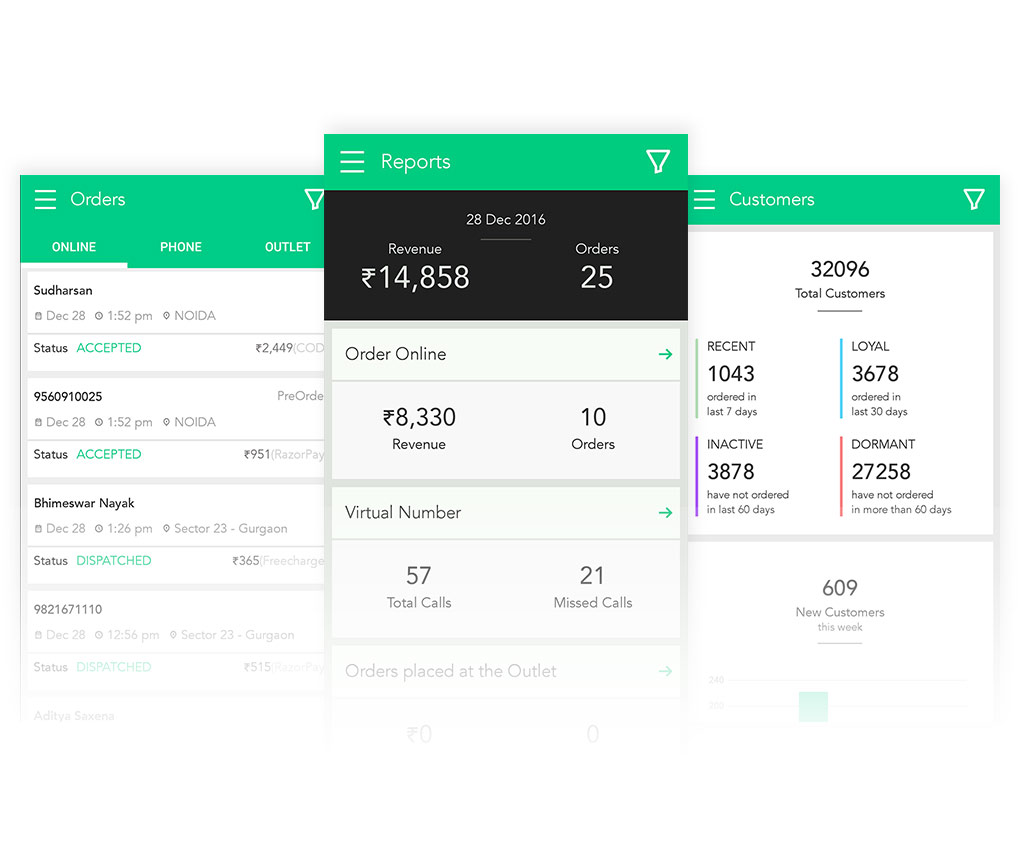 Orders
ONLINE PHONE OUTLET
Sudharsan
Dec 28 1:52 pm NOIDA
Status ACCEPTED ₹2,449(COD
9560910025 PreOrde
Dec 28 1:52 pm NOIDA
Status ACCEPTED ₹951(RazorPay
Bhimeswar Nayak
Dec 28 1:26 pm Sector 23 - Gurgaon
Status DISPATCHED ₹365(Freecharge
9821671110
Dec 28 12:56 pm Sector 23 - Gurgaon
Status DISPATCHED ₹515(RazorPay
Aditya Saxena
Reports
28 Dec 2016
Revenue Orders
₹14,858 25
Order Online
₹8,330 10
Revenue Orders
Virtual Number
57 21
Total Calls Missed Calls
Orders placed at the Outlet
₹0 0
Customers
32096
Total Customers
RECENT LOYAL
1043 3678
ordered in ordered in
last 7 days last 30 days
INACTIVE DORMANT
3878 27258
have not ordered have not ordered
in last 60 days in more than 60 days
609
New Customers
this week
240
200